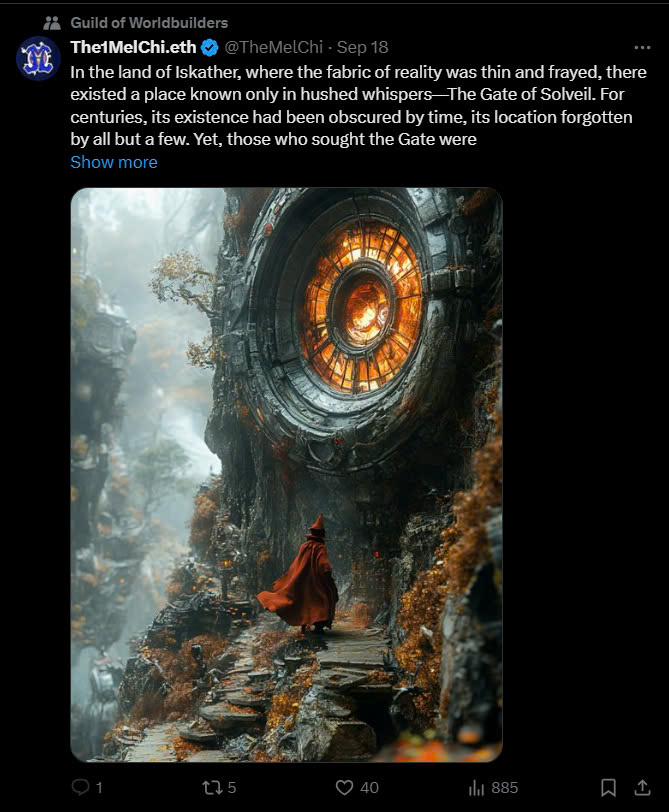 Guild of Worldbuilders
The1MelChi.eth @TheMelChi · Sep 18
In the land of Iskather, where the fabric of reality was thin and frayed, there
existed a place known only in hushed whispers—The Gate of Solveil. For
centuries, its existence had been obscured by time, its location forgotten
by all but a few. Yet, those who sought the Gate were
Show more
1 5 40 885